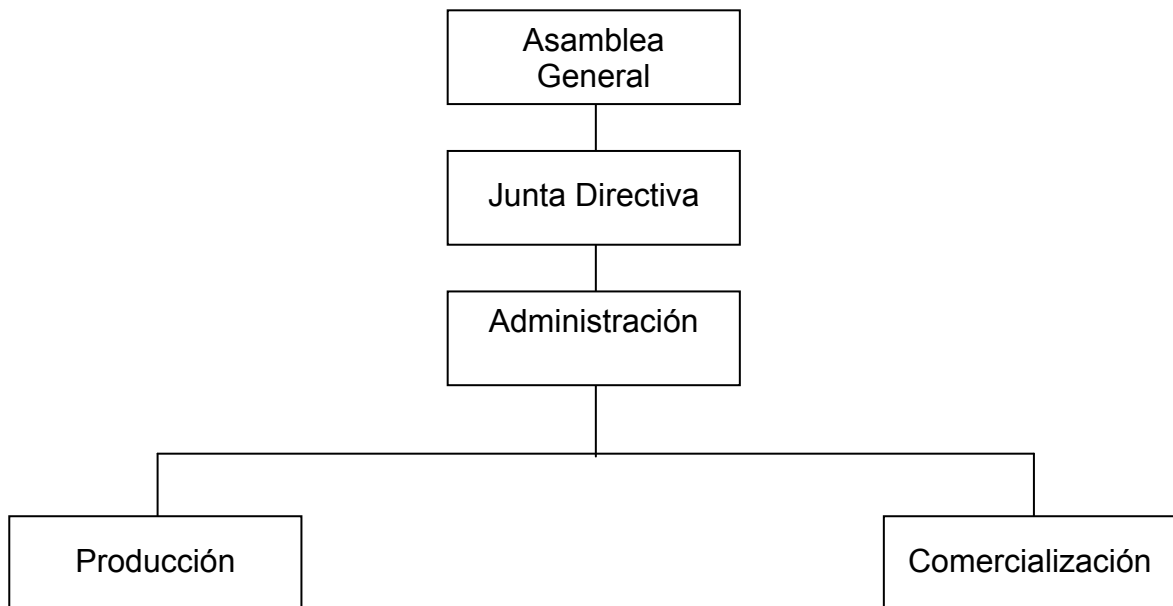 Asamblea
General
Junta Directiva
Administración
Producción
Comercialización